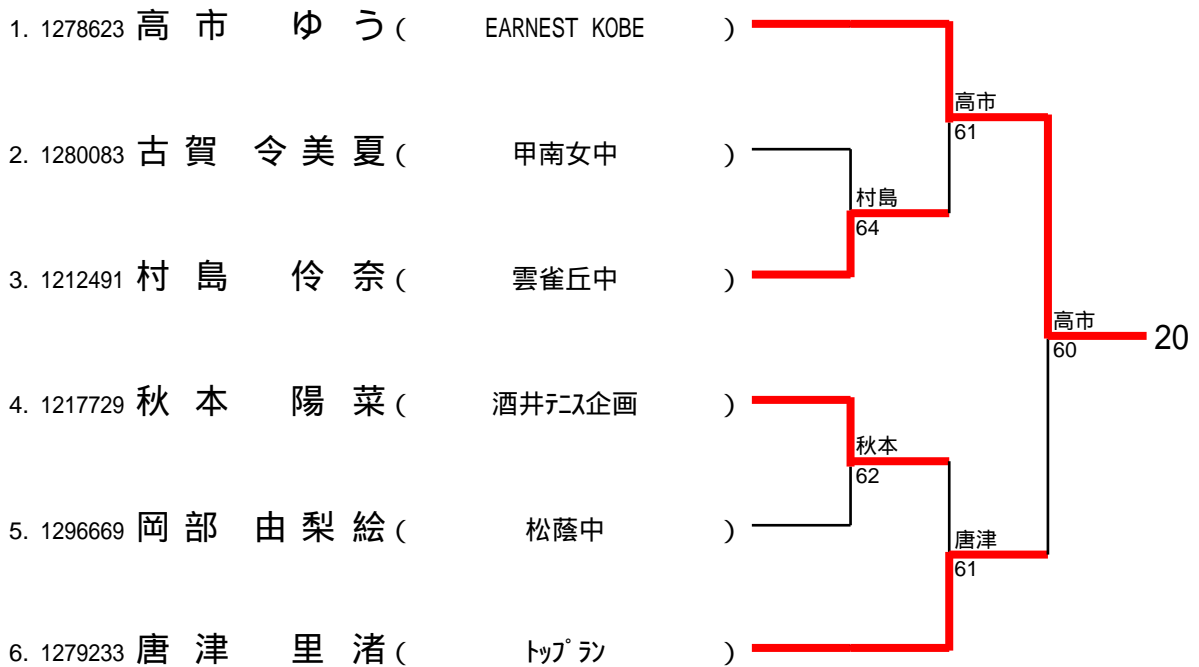 1. 1278623 高市 ゆう ( EARNEST KOBE )
高市
61
2. 1280083 古賀 令美夏 ( 甲南女中 )
村島
64
3. 1212491 村島 伶奈 ( 雲雀丘中 )
高市
60
20
4. 1217729 秋本 陽菜 ( 酒井ﾃﾆｽ企画 )
秋本
62
5. 1296669 岡部 由梨絵 ( 松蔭中 )
唐津
61
6. 1279233 唐津 里渚 ( ﾄｯﾌﾟﾗﾝ )